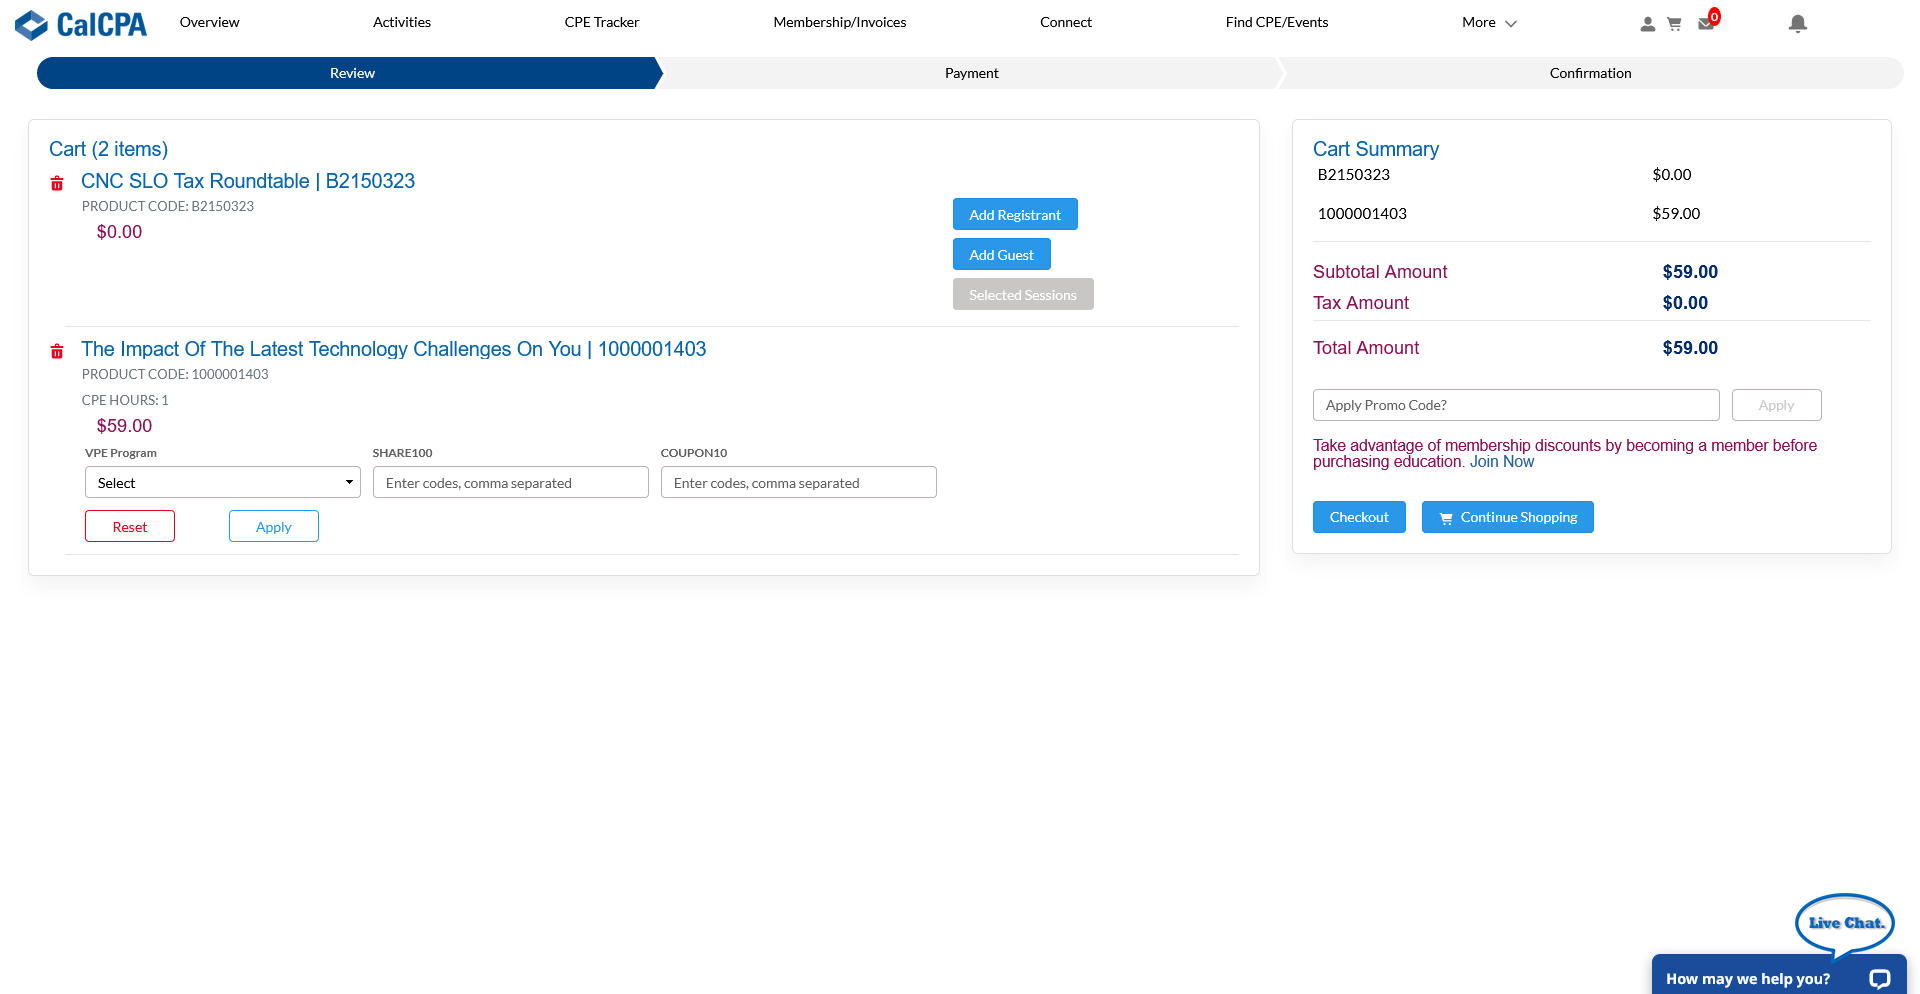 CalCPA
Overview
Activities
CPE Tracker
Membership/Invoices
Connect
Find CPE/Events
More
0
Review
Payment
Confirmation
Cart (2 items)
CNC SLO Tax Roundtable | B2150323
PRODUCT CODE: B2150323
$0.00
Add Registrant
Add Guest
Selected Sessions
The Impact Of The Latest Technology Challenges On You | 1000001403
PRODUCT CODE: 1000001403
CPE HOURS: 1
$59.00
VPE Program
SHARE100
COUPON10
Select
Enter codes, comma separated
Enter codes, comma separated
Reset
Apply
Cart Summary
B2150323
$0.00
1000001403
$59.00
Subtotal Amount
$59.00
Tax Amount
$0.00
Total Amount
$59.00
Apply Promo Code?
Apply
Take advantage of membership discounts by becoming a member before
purchasing education. Join Now
Checkout
Continue Shopping
Live Chat.
How may we help you?